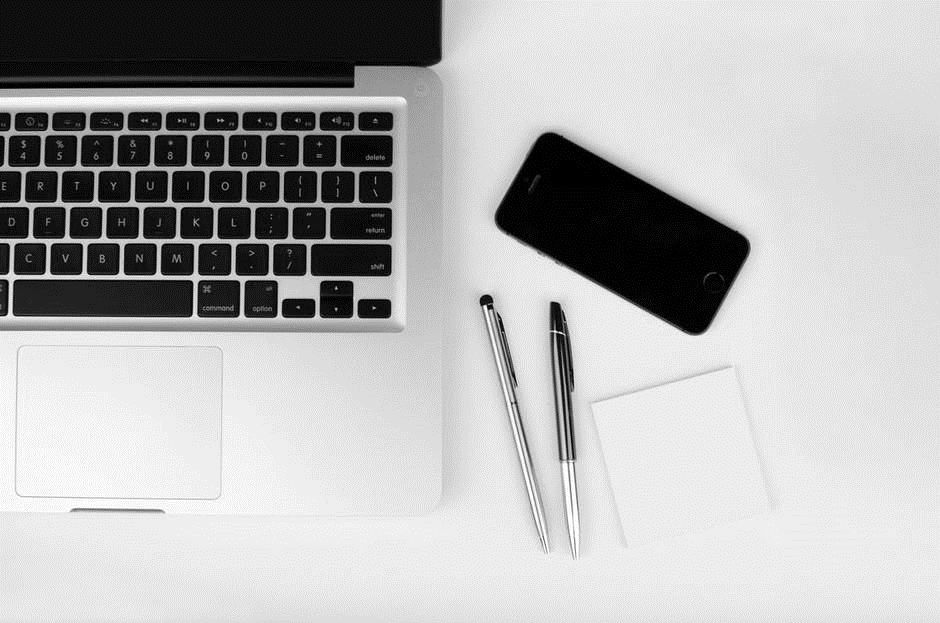 $ % ^ & * ( ) – +
4 5 6 7 8 9 0 - = delete
E R T Y U I O P { } |
[ ] \
enter
D F G H J K L : ; " ' return
C V B N M < , > . ? / shift
⌘ alt
command option